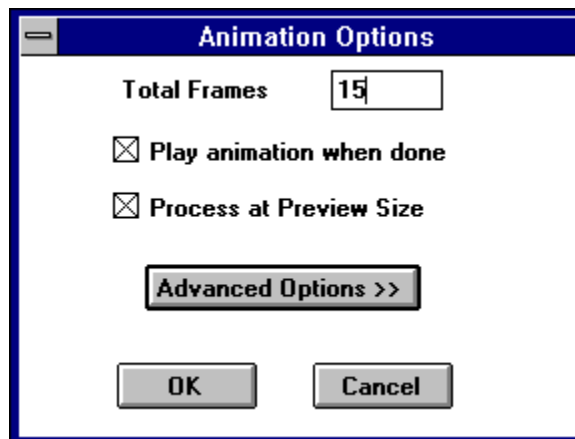 Animation Options
Total Frames 15
Play animation when done
Process at Preview Size
Advanced Options >>
OK Cancel